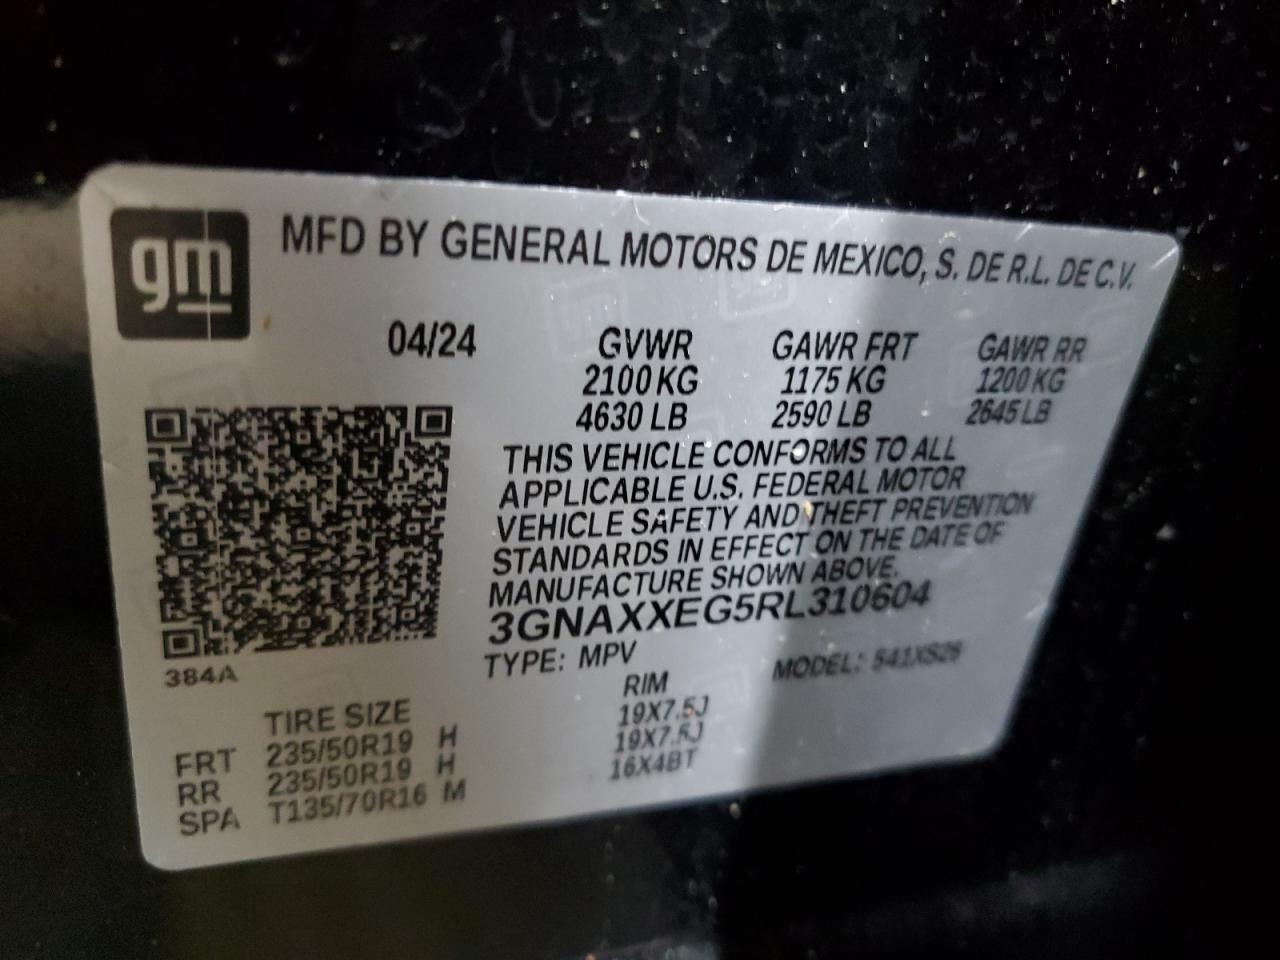 gm
MFD BY GENERAL MOTORS DE MEXICO, S. DE R.L. DE C.V.
04/24 GVWR GAWR FRT GAWR RR
2100 KG 1175 KG 1200 KG
4630 LB 2590 LB 2645 LB
THIS VEHICLE CONFORMS TO ALL
APPLICABLE U.S. FEDERAL MOTOR
VEHICLE SAFETY AND THEFT PREVENTION
STANDARDS IN EFFECT ON THE DATE OF
MANUFACTURE SHOWN ABOVE.
3GNAXXEG5RL310604
384A TYPE: MPV MODEL: 541XS26
TIRE SIZE RIM
FRT 235/50R19 H 19X7.5J
RR 235/50R19 H 19X7.5J
SPA T135/70R16 M 16X4BT